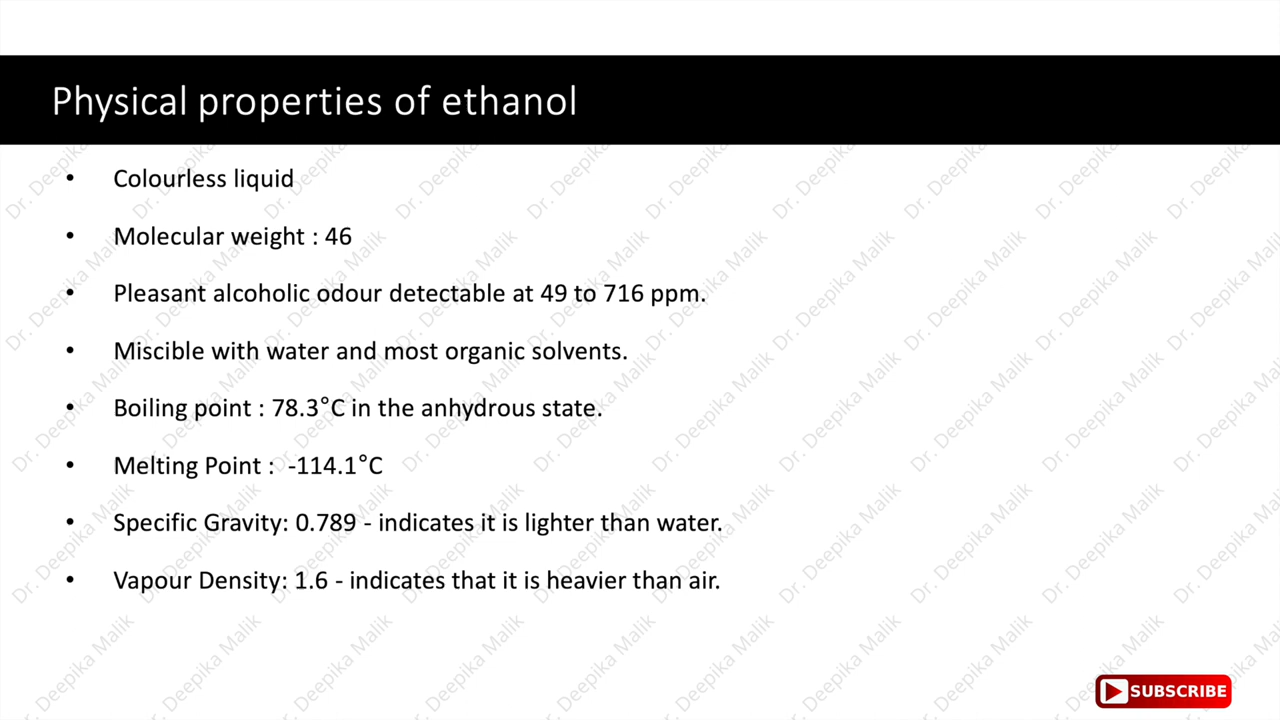 Physical properties of ethanol
• Colourless liquid
• Molecular weight : 46
• Pleasant alcoholic odour detectable at 49 to 716 ppm.
• Miscible with water and most organic solvents.
• Boiling point : 78.3°C in the anhydrous state.
• Melting Point : -114.1°C
• Specific Gravity: 0.789 - indicates it is lighter than water.
• Vapour Density: 1.6 - indicates that it is heavier than air.
Dr. Deepika Malik
SUBSCRIBE